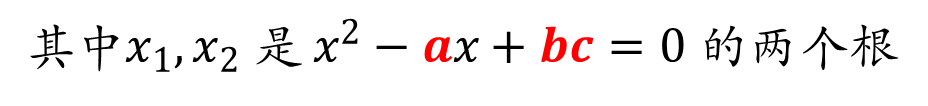 其中x₁,x₂ 是 x² − ax + bc = 0 的两个根